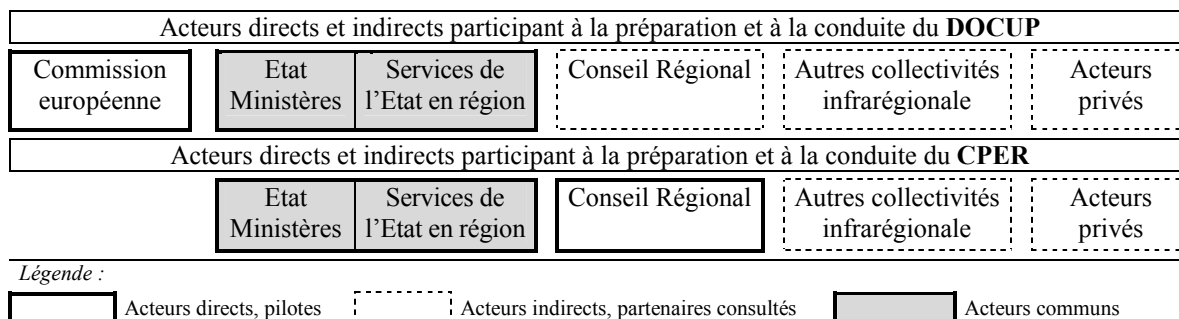 Acteurs directs et indirects participant à la préparation et à la conduite du DOCUP
Commission européenne
Etat Ministères
Services de l'Etat en région
Conseil Régional
Autres collectivités infrarégionale
Acteurs privés
Acteurs directs et indirects participant à la préparation et à la conduite du CPER
Etat Ministères
Services de l'Etat en région
Conseil Régional
Autres collectivités infrarégionale
Acteurs privés
Légende :
Acteurs directs, pilotes
Acteurs indirects, partenaires consultés
Acteurs communs